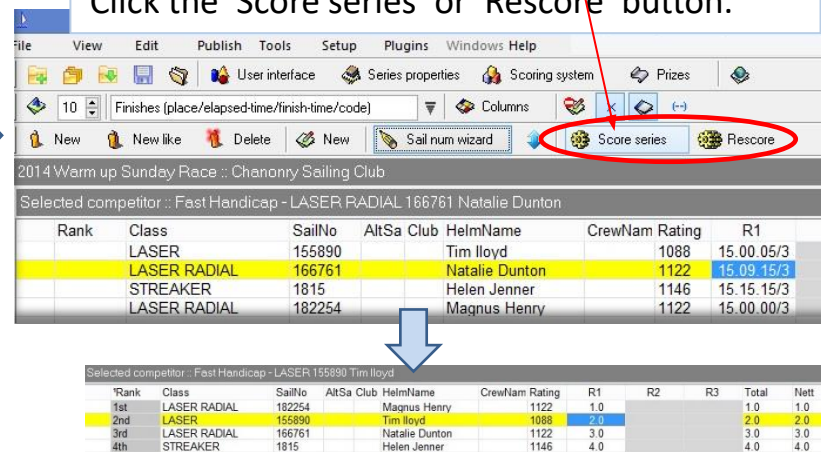 Click the 'Score series' or 'Rescore' button.
File View Edit Publish Tools Setup Plugins Windows Help
User interface Series properties Scoring system Prizes
10 Finishes (place/elapsed-time/finish-time/code) Columns (--)
New New like Delete New Sail num wizard Score series Rescore
2014 Warm up Sunday Race :: Chanonry Sailing Club
Selected competitor :: Fast Handicap - LASER RADIAL 166761 Natalie Dunton
Rank Class SailNo AltSa Club HelmName CrewNam Rating R1
LASER 155890 Tim lloyd 1088 15.00.05/3
LASER RADIAL 166761 Natalie Dunton 1122 15.09.15/3
STREAKER 1815 Helen Jenner 1146 15.15.15/3
LASER RADIAL 182254 Magnus Henry 1122 15.00.00/3
Selected competitor :: Fast Handicap - LASER 155890 Tim lloyd
'Rank Class SailNo AltSa Club HelmName CrewNam Rating R1 R2 R3 Total Nett
1st LASER RADIAL 182254 Magnus Henry 1122 1.0 1.0 1.0
2nd LASER 155890 Tim lloyd 1088 2.0 2.0 2.0
3rd LASER RADIAL 166761 Natalie Dunton 1122 3.0 3.0 3.0
4th STREAKER 1815 Helen Jenner 1146 4.0 4.0 4.0